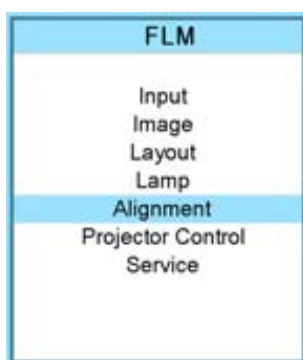 FLM
Input
Image
Layout
Lamp
Alignment
Projector Control
Service